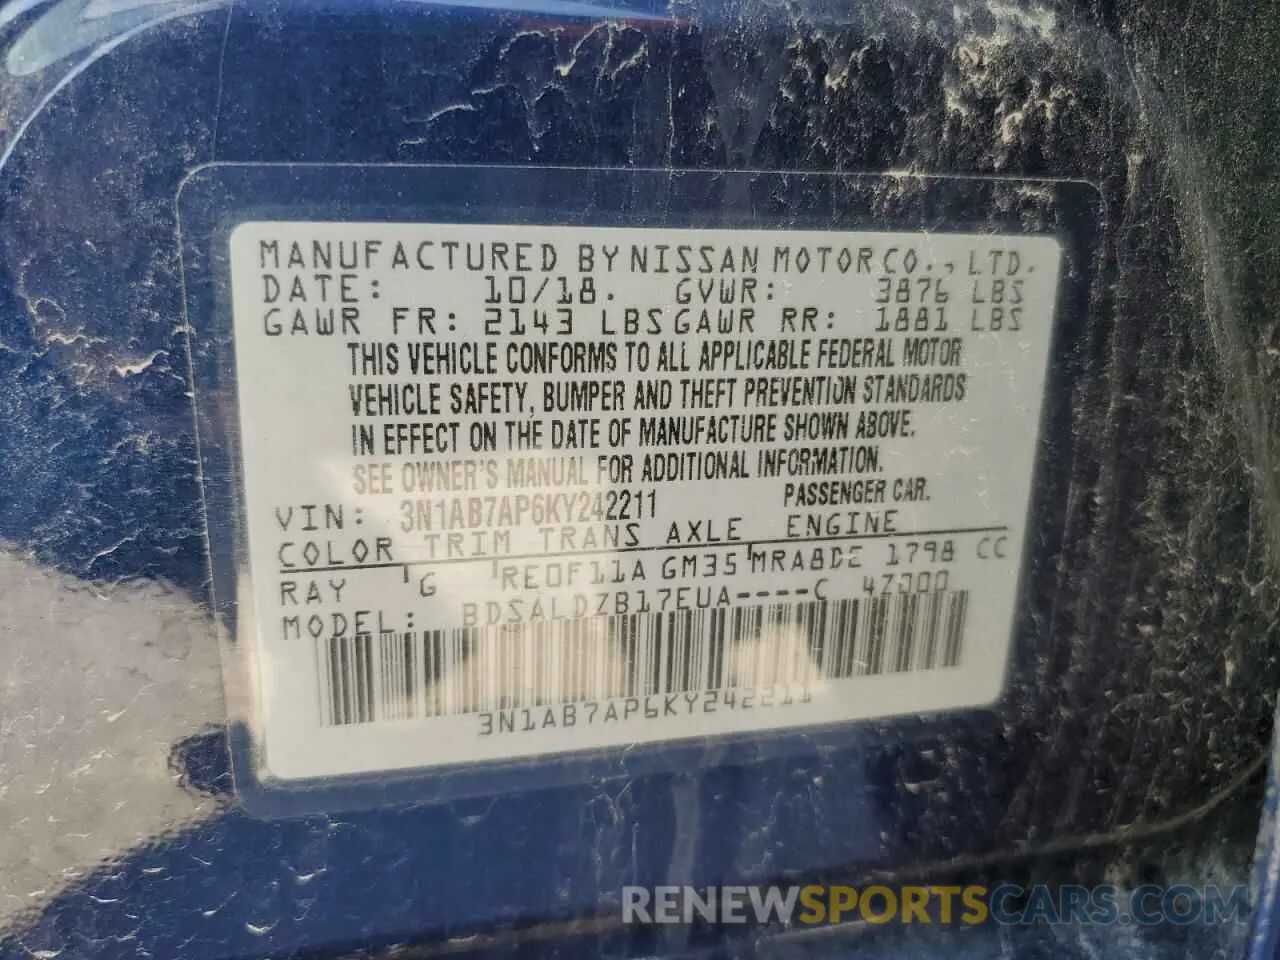 MANUFACTURED BY NISSAN MOTOR CO., LTD.
DATE: 10/18. GVWR: 3876 LBS
GAWR FR: 2143 LBS GAWR RR: 1881 LBS
THIS VEHICLE CONFORMS TO ALL APPLICABLE FEDERAL MOTOR
VEHICLE SAFETY, BUMPER AND THEFT PREVENTION STANDARDS
IN EFFECT ON THE DATE OF MANUFACTURE SHOWN ABOVE.
SEE OWNER'S MANUAL FOR ADDITIONAL INFORMATION.
VIN: 3N1AB7AP6KY242211 PASSENGER CAR.
COLOR TRIM TRANS AXLE ENGINE
RAY G RE0F11A GM35 MRA8DE 1798 CC
MODEL: BDSALDZB17EUA----C 4Z000
3N1AB7AP6KY242211
RENEWSPORTSCARS.COM